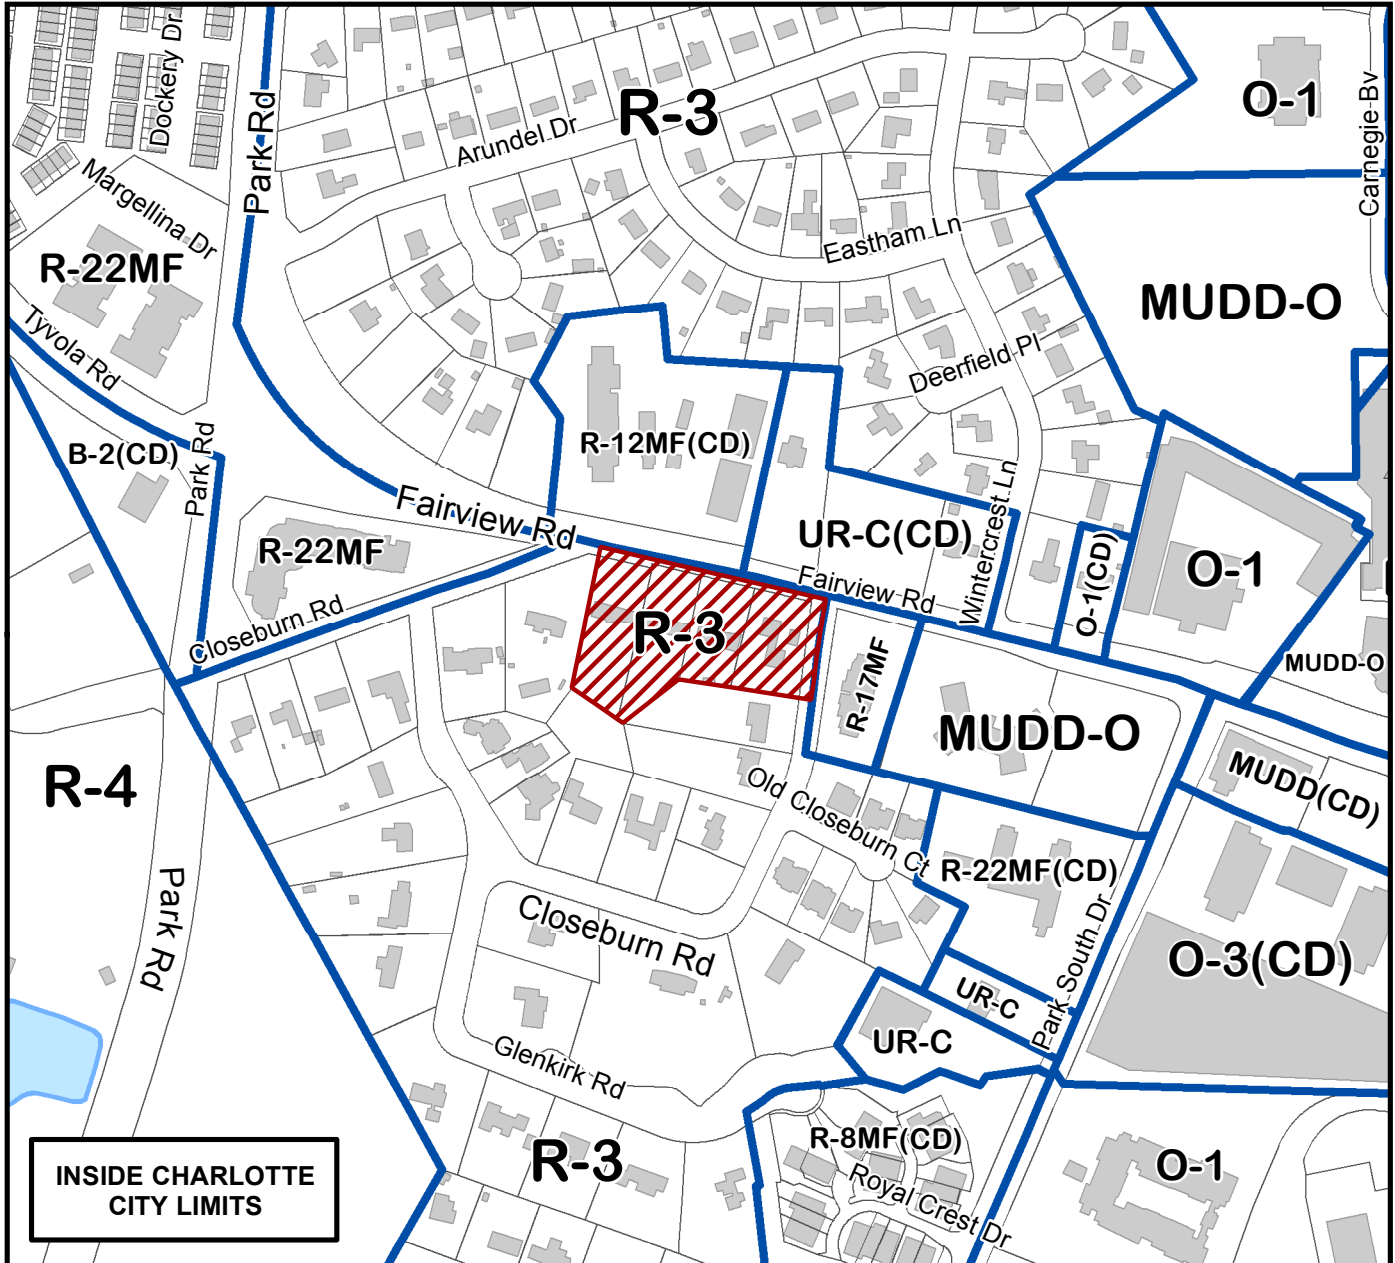 Dockery Dr
Park Rd
R-3
Arundel Dr
O-1
Carnegie Bv
Margellina Dr
R-22MF
Eastham Ln
MUDD-O
Tyvola Rd
Deerfield Pl
B-2(CD)
Park Rd
R-12MF(CD)
Fairview Rd
R-22MF
UR-C(CD)
Wintercrest Ln
O-1(CD)
O-1
Fairview Rd
Closeburn Rd
R-3
R-17MF
MUDD-O
MUDD-O
R-4
Old Closeburn Ct
MUDD(CD)
R-22MF(CD)
Park Rd
Closeburn Rd
Park South Dr
O-3(CD)
UR-C
UR-C
Glenkirk Rd
R-3
R-8MF(CD)
Royal Crest Dr
O-1
INSIDE CHARLOTTE
CITY LIMITS